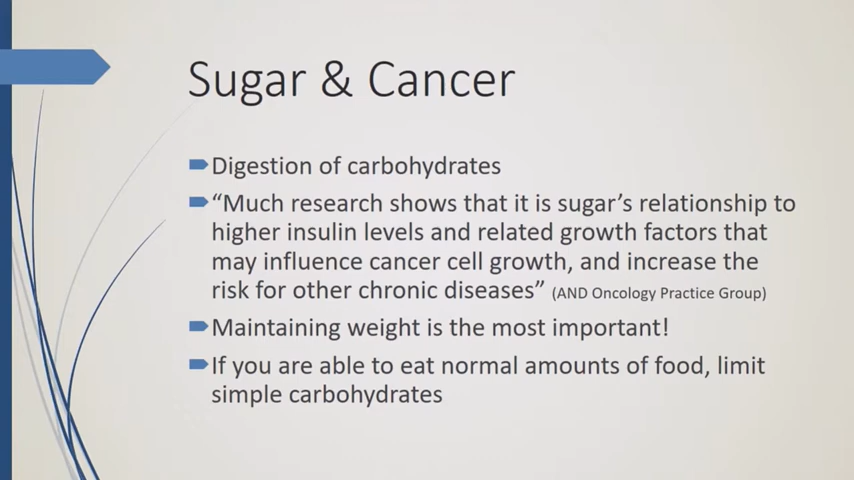 Sugar & Cancer
Digestion of carbohydrates
“Much research shows that it is sugar’s relationship to
higher insulin levels and related growth factors that
may influence cancer cell growth, and increase the
risk for other chronic diseases” (AND Oncology Practice Group)
Maintaining weight is the most important!
If you are able to eat normal amounts of food, limit
simple carbohydrates